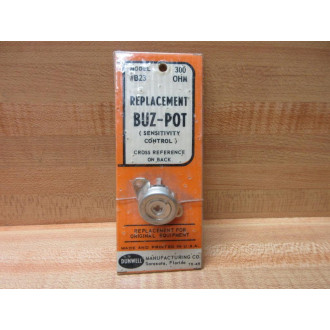 MODEL 300
#B23 OHM
REPLACEMENT
BUZ-POT
( SENSITIVITY
CONTROL )
CROSS REFERENCE
ON BACK
REPLACEMENT FOR
ORIGINAL EQUIPMENT
MADE AND PRINTED IN U.S.A.
DUNWELL
MANUFACTURING CO
Sarasota, Florida